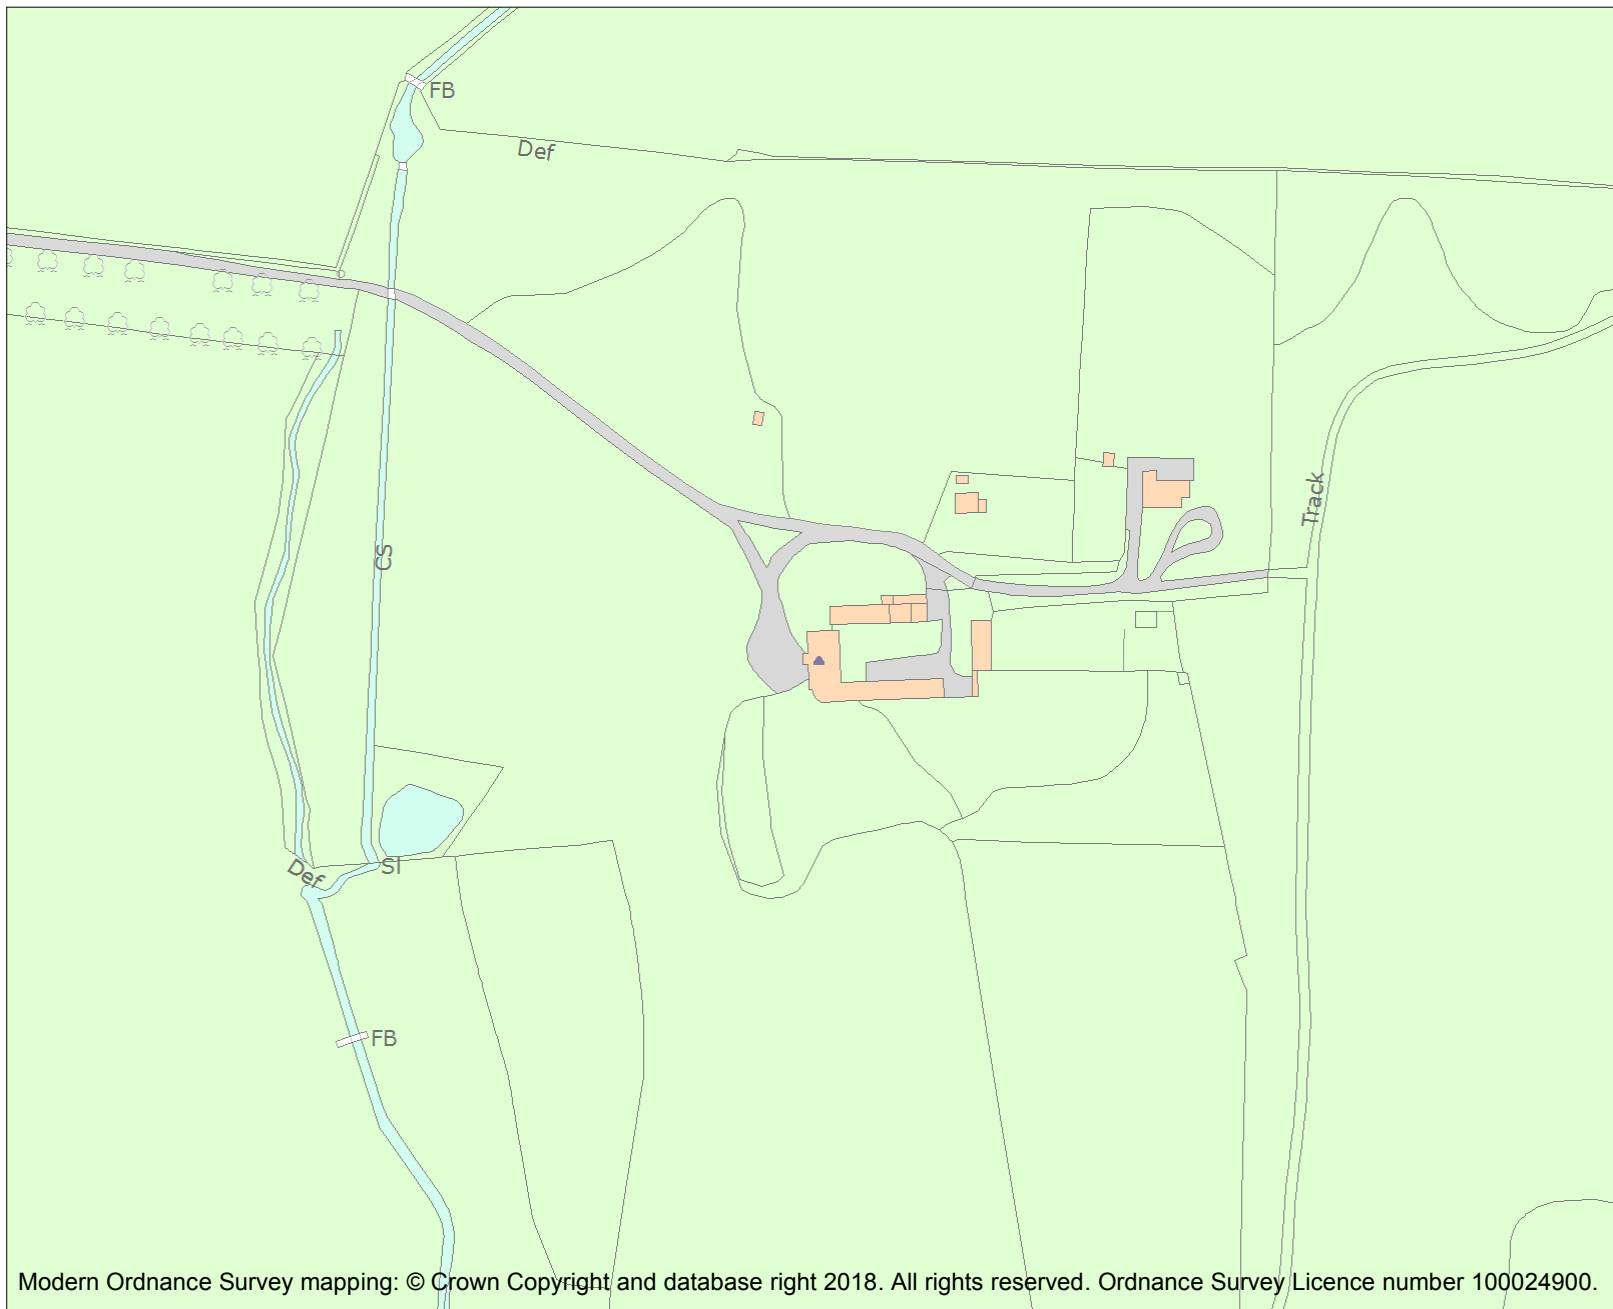 FB
Def
Track
CS
Sl
Def
FB
Modern Ordnance Survey mapping: © Crown Copyright and database right 2018. All rights reserved. Ordnance Survey Licence number 100024900.